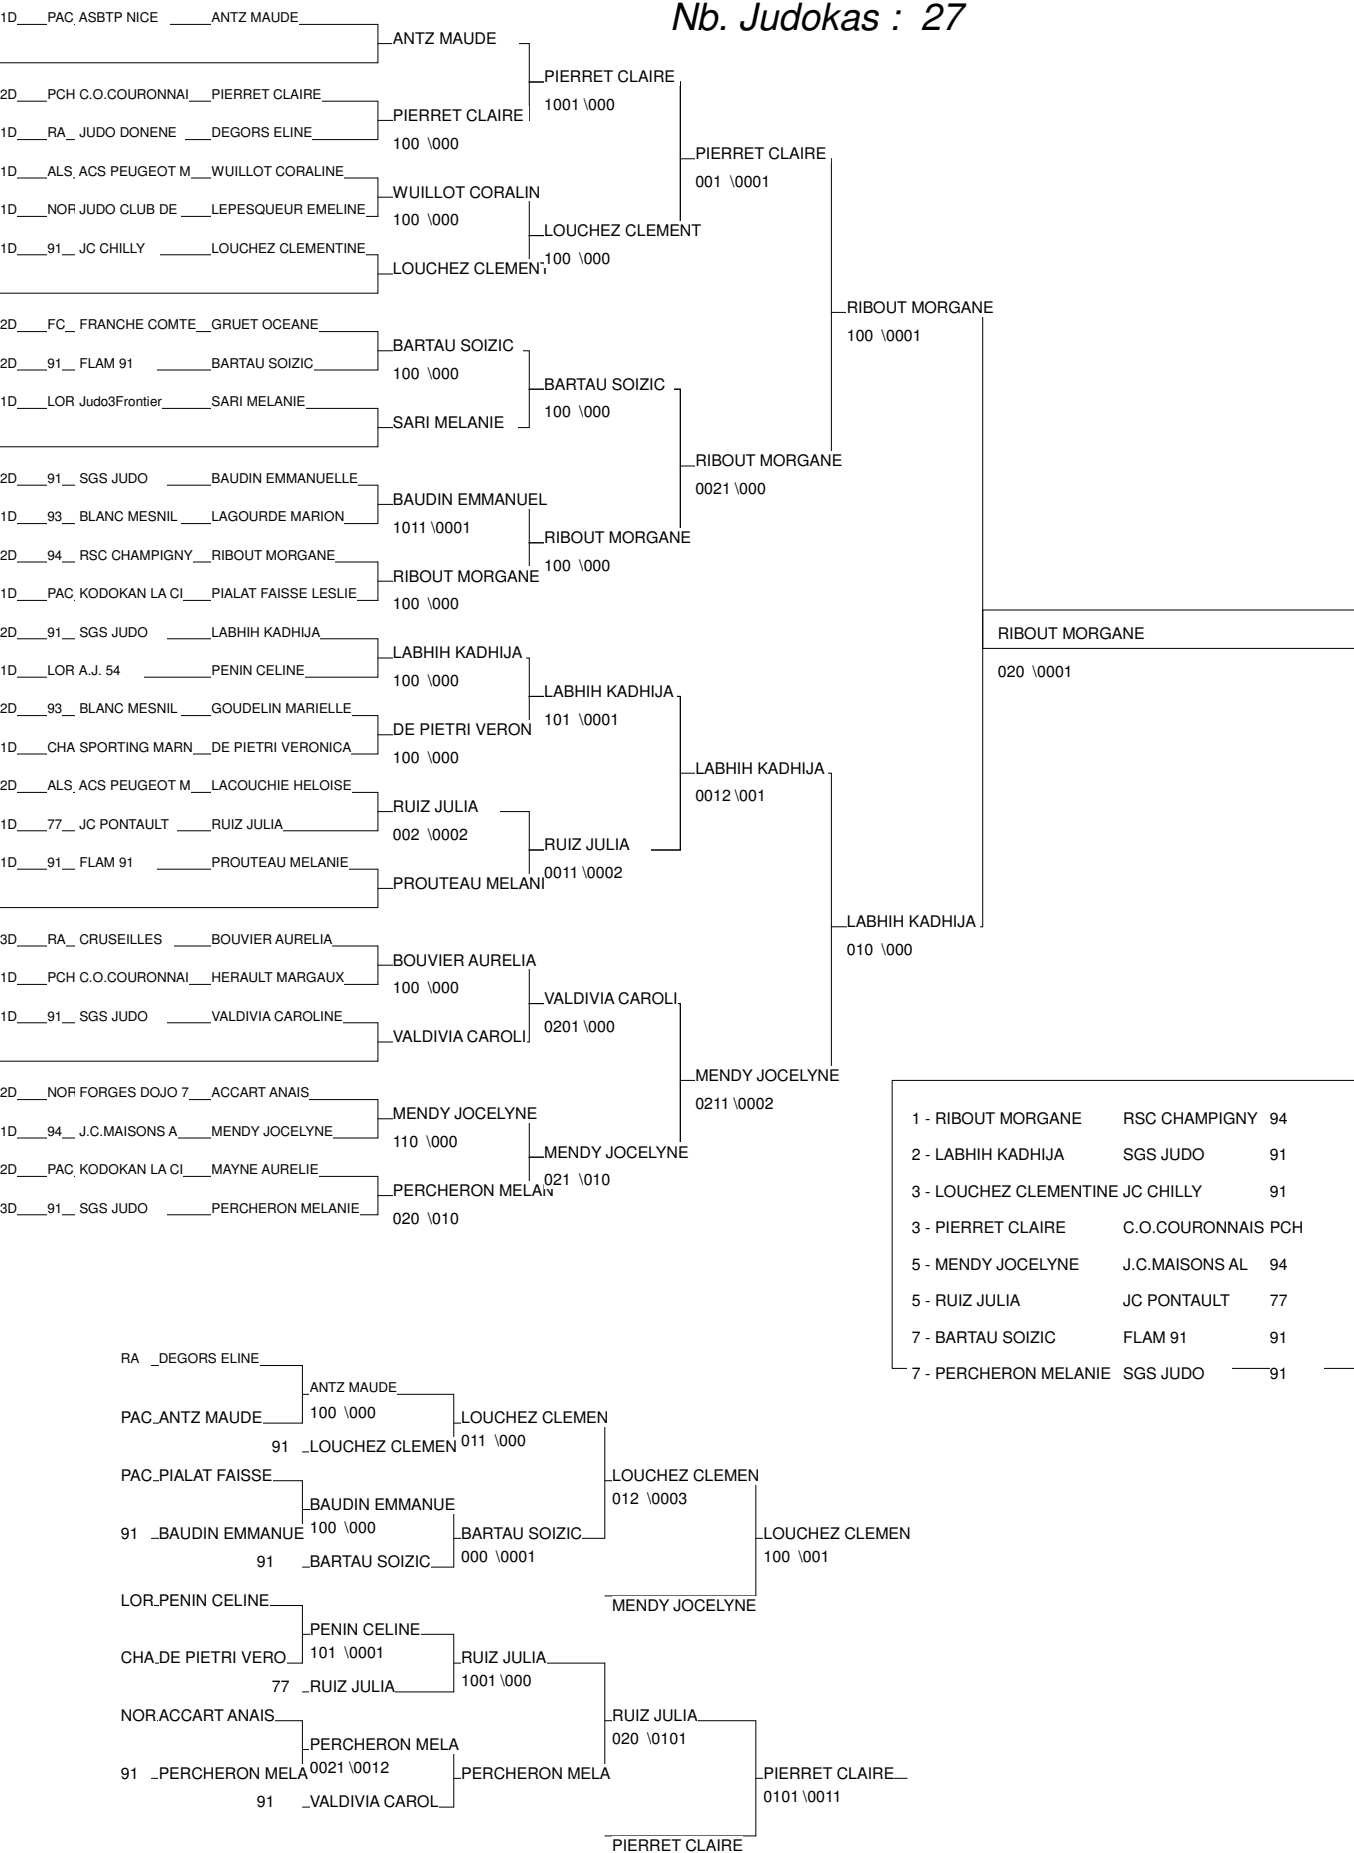 Nb. Judokas : 27
1D PAC ASBTP NICE ANTZ MAUDE
ANTZ MAUDE
PIERRET CLAIRE
1001 \000
2D PCH C.O.COURONNAI PIERRET CLAIRE
PIERRET CLAIRE
100 \000
1D RA JUDO DONENE DEGORS ELINE
PIERRET CLAIRE
001 \0001
1D ALS ACS PEUGEOT M WUILLOT CORALINE
WUILLOT CORALIN
100 \000
1D NOR JUDO CLUB DE LEPESQUEUR EMELINE
LOUCHEZ CLEMENT
100 \000
1D 91 JC CHILLY LOUCHEZ CLEMENTINE
LOUCHEZ CLEMENT
RIBOUT MORGANE
100 \0001
2D FC FRANCHE COMTE GRUET OCEANE
BARTAU SOIZIC
100 \000
2D 91 FLAM 91 BARTAU SOIZIC
BARTAU SOIZIC
100 \000
1D LOR Judo3Frontier SARI MELANIE
SARI MELANIE
RIBOUT MORGANE
0021 \000
2D 91 SGS JUDO BAUDIN EMMANUELLE
BAUDIN EMMANUEL
1011 \0001
1D 93 BLANC MESNIL LAGOURDE MARION
RIBOUT MORGANE
100 \000
2D 94 RSC CHAMPIGNY RIBOUT MORGANE
RIBOUT MORGANE
100 \000
1D PAC KODOKAN LA CI PIALAT FAISSE LESLIE
2D 91 SGS JUDO LABHIH KADHIJA
RIBOUT MORGANE
020 \0001
LABHIH KADHIJA
100 \000
1D LOR A.J. 54 PENIN CELINE
LABHIH KADHIJA
101 \0001
2D 93 BLANC MESNIL GOUDELIN MARIELLE
DE PIETRI VERON
100 \000
1D CHA SPORTING MARN DE PIETRI VERONICA
LABHIH KADHIJA
0012 \001
2D ALS ACS PEUGEOT M LACOUCHIE HELOISE
RUIZ JULIA
002 \0002
1D 77 JC PONTAULT RUIZ JULIA
RUIZ JULIA
0011 \0002
1D 91 FLAM 91 PROUTEAU MELANIE
PROUTEAU MELANI
LABHIH KADHIJA
010 \000
3D RA CRUSEILLES BOUVIER AURELIA
BOUVIER AURELIA
100 \000
1D PCH C.O.COURONNAI HERAULT MARGAUX
VALDIVIA CAROLI
0201 \000
1D 91 SGS JUDO VALDIVIA CAROLINE
VALDIVIA CAROLI
MENDY JOCELYNE
0211 \0002
2D NOR FORGES DOJO 7 ACCART ANAIS
MENDY JOCELYNE
110 \000
1D 94 J.C.MAISONS A MENDY JOCELYNE
MENDY JOCELYNE
021 \010
2D PAC KODOKAN LA CI MAYNE AURELIE
PERCHERON MELAN
020 \010
3D 91 SGS JUDO PERCHERON MELANIE
1 - RIBOUT MORGANE RSC CHAMPIGNY 94
2 - LABHIH KADHIJA SGS JUDO 91
3 - LOUCHEZ CLEMENTINE JC CHILLY 91
3 - PIERRET CLAIRE C.O.COURONNAIS PCH
5 - MENDY JOCELYNE J.C.MAISONS AL 94
5 - RUIZ JULIA JC PONTAULT 77
7 - BARTAU SOIZIC FLAM 91 91
7 - PERCHERON MELANIE SGS JUDO 91
RA DEGORS ELINE
ANTZ MAUDE
100 \000
PAC ANTZ MAUDE
LOUCHEZ CLEMEN
011 \000
91 LOUCHEZ CLEMEN
PAC PIALAT FAISSE
LOUCHEZ CLEMEN
012 \0003
BAUDIN EMMANUE
100 \000
91 BAUDIN EMMANUE
BARTAU SOIZIC
000 \0001
LOUCHEZ CLEMEN
100 \001
91 BARTAU SOIZIC
LOR PENIN CELINE
MENDY JOCELYNE
PENIN CELINE
101 \0001
CHA DE PIETRI VERO
RUIZ JULIA
1001 \000
77 RUIZ JULIA
NOR ACCART ANAIS
RUIZ JULIA
020 \0101
PERCHERON MELA
0021 \0012
91 PERCHERON MELA
PERCHERON MELA
PIERRET CLAIRE
0101 \0011
91 VALDIVIA CAROL
PIERRET CLAIRE